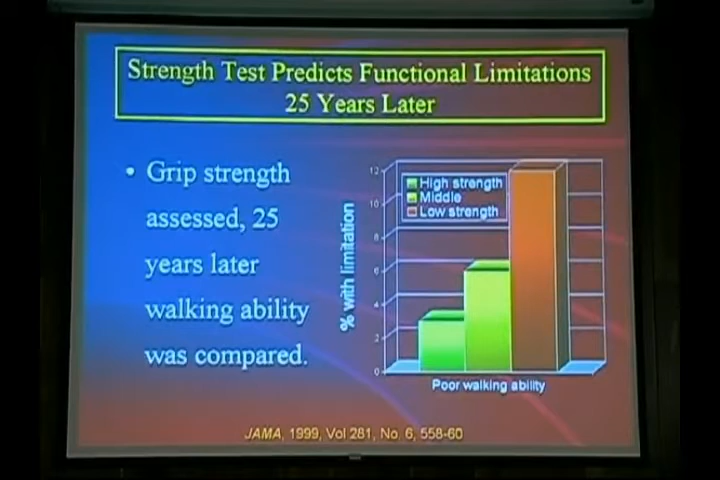 Strength Test Predicts Functional Limitations
25 Years Later
• Grip strength
assessed, 25
years later
walking ability
was compared.
% with limitation
12
10
8
6
4
2
0
High strength
Middle
Low strength
Poor walking ability
JAMA, 1999, Vol 281, No. 6, 558-60